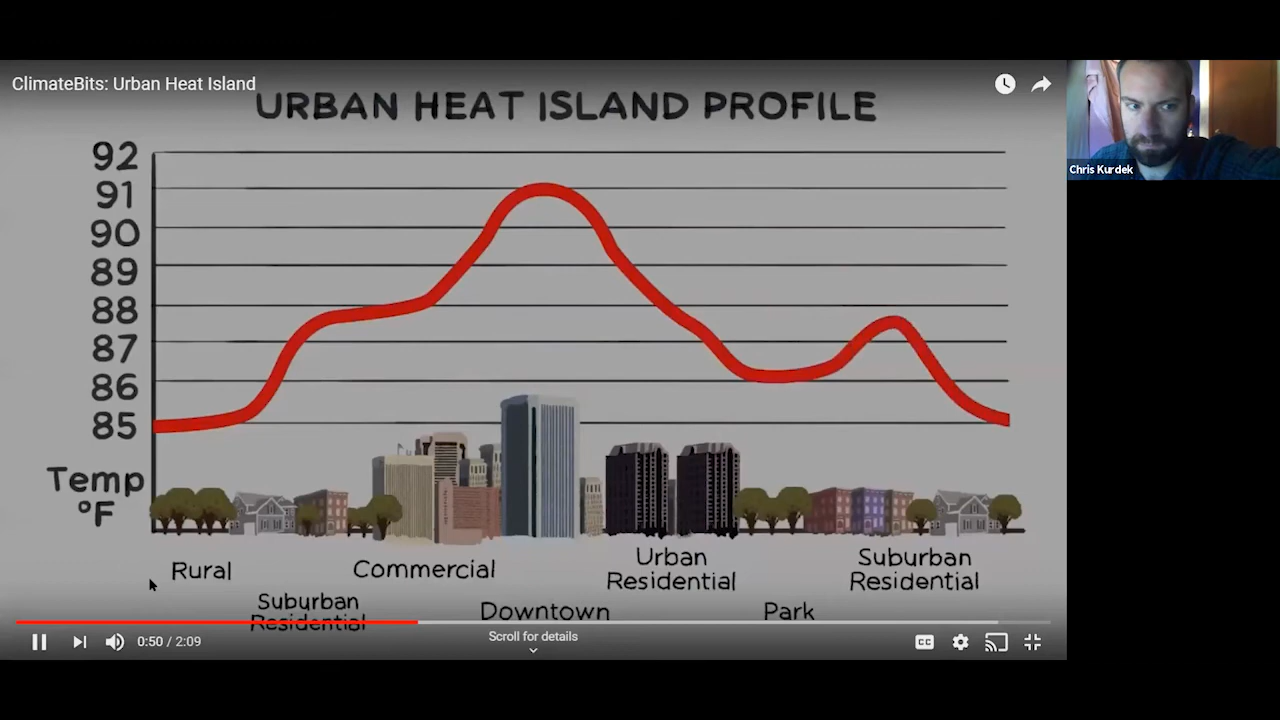 ClimateBits: Urban Heat Island
URBAN HEAT ISLAND PROFILE
Chris Kurdek
92
91
90
89
88
87
86
85
Temp
°F
Rural
Suburban
Residential
Commercial
Downtown
Urban
Residential
Park
Suburban
Residential
0:50 / 2:09
Scroll for details
CC